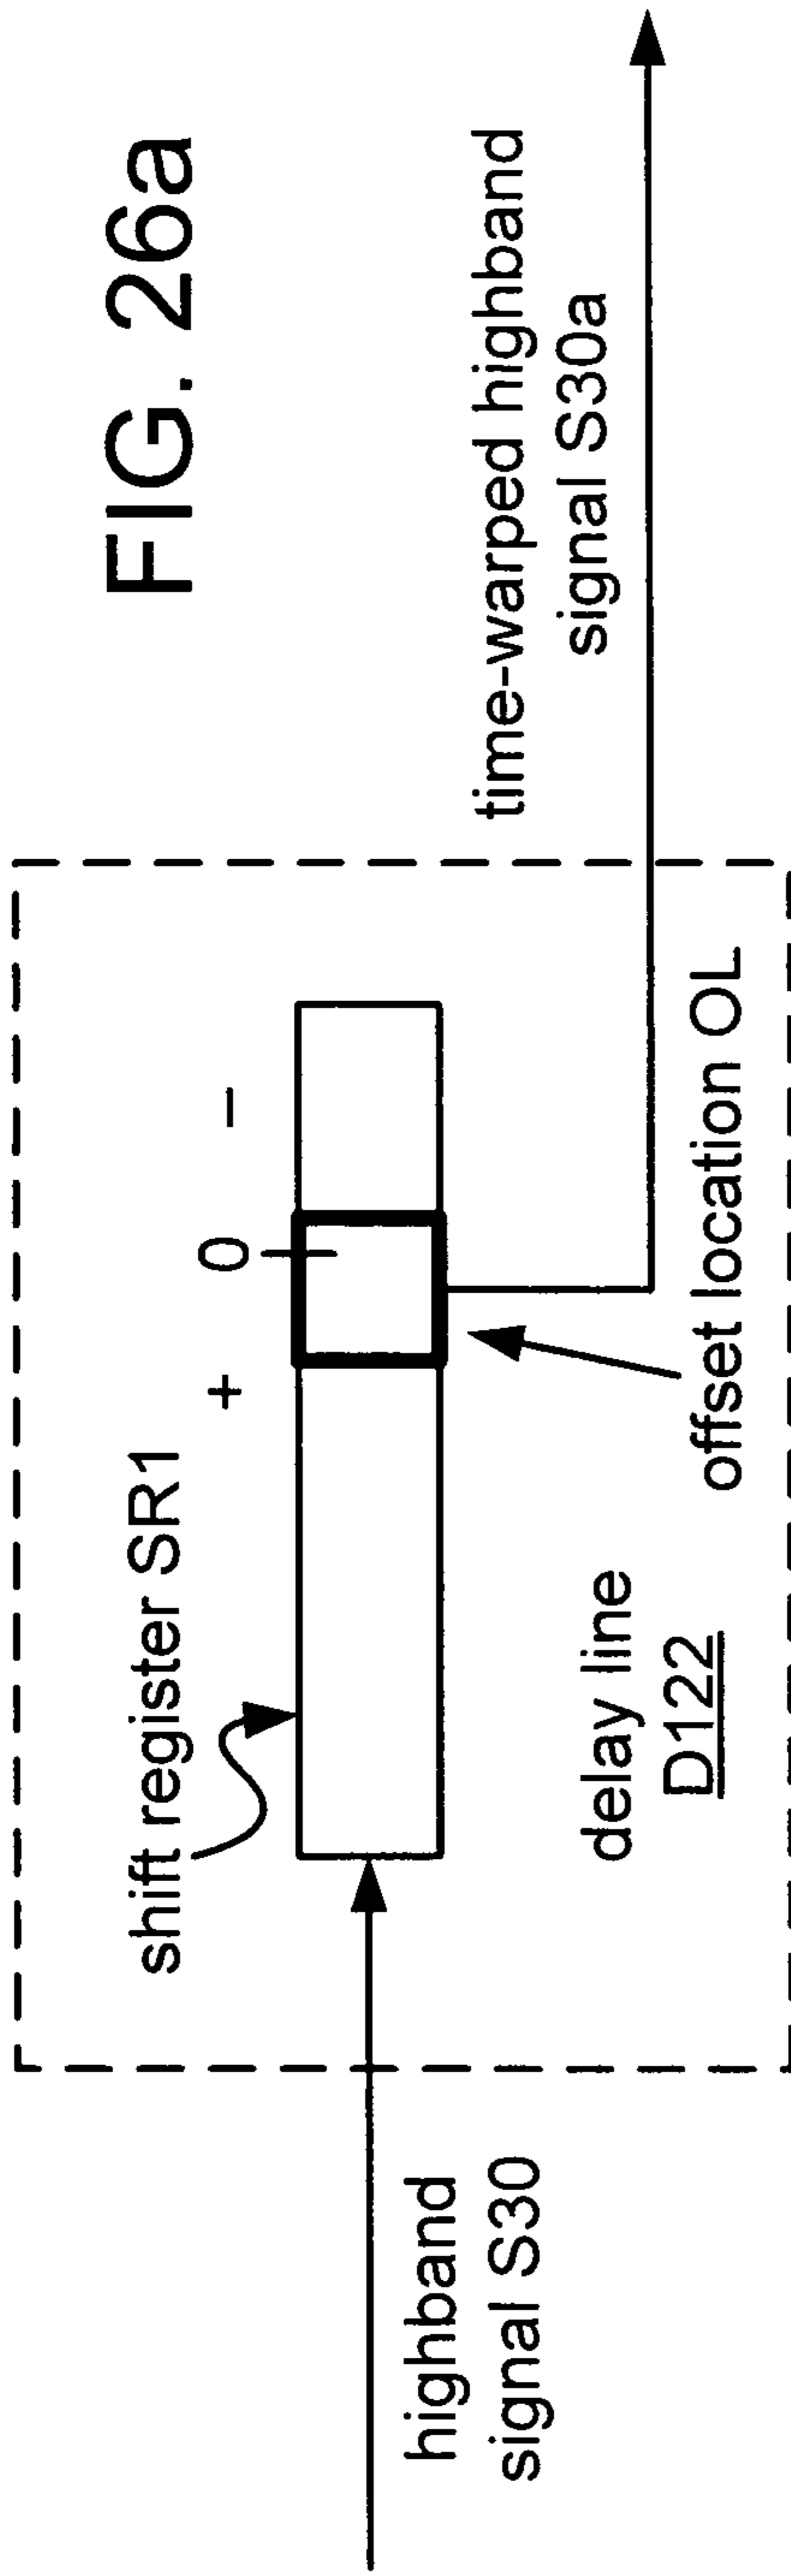 FIG. 26a
shift register SR1
+
0
–
highband
signal S30
time-warped highband
signal S30a
delay line
D122
offset location OL